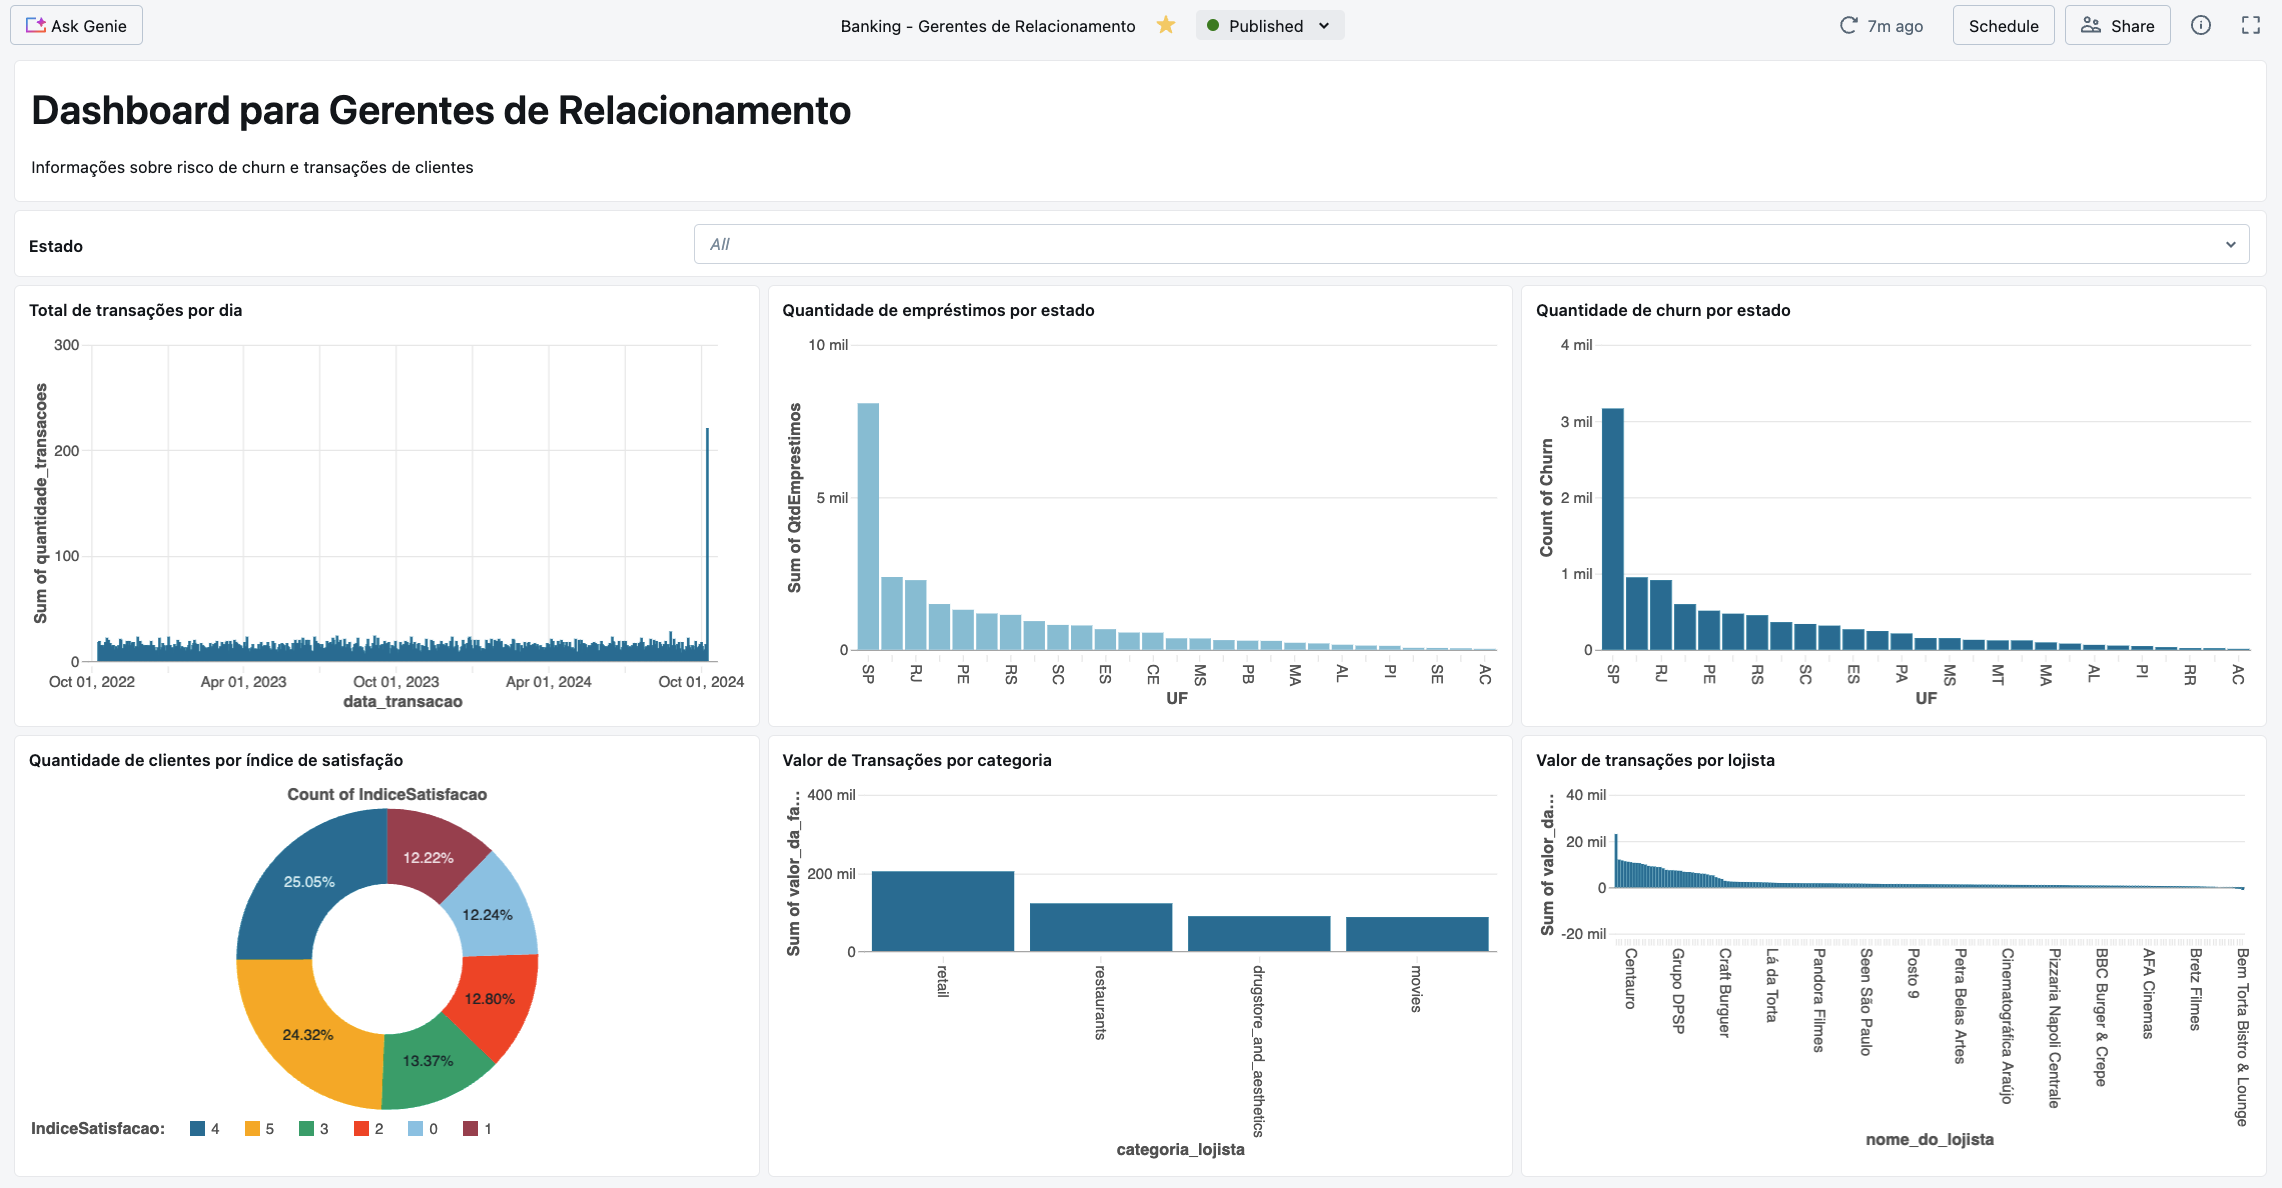 Ask Genie
Banking - Gerentes de Relacionamento
Published
7m ago
Schedule
Share
Dashboard para Gerentes de Relacionamento
Informações sobre risco de churn e transações de clientes
Estado
All
Total de transações por dia
300
200
100
0
Sum of quantidade_transacoes
Oct 01, 2022
Apr 01, 2023
Oct 01, 2023
Apr 01, 2024
Oct 01, 2024
data_transacao
Quantidade de empréstimos por estado
10 mil
5 mil
0
Sum of QtdEmprestimos
SP
RJ
PE
RS
SC
ES
CE
MS
PB
MA
AL
PI
SE
AC
UF
Quantidade de churn por estado
4 mil
3 mil
2 mil
1 mil
0
Count of Churn
SP
RJ
PE
RS
SC
ES
PA
MS
MT
MA
AL
PI
RR
AC
UF
Quantidade de clientes por índice de satisfação
Count of IndiceSatisfacao
12.22%
25.05%
12.24%
12.80%
24.32%
13.37%
IndiceSatisfacao:
4
5
3
2
0
1
Valor de Transações por categoria
400 mil
200 mil
0
Sum of valor_da_fa...
retail
restaurants
drugstore_and_aesthetics
movies
categoria_lojista
Valor de transações por lojista
40 mil
20 mil
0
-20 mil
Sum of valor_da...
Centauro
Grupo DPSP
Craft Burguer
Lá da Torta
Pandora Filmes
Seen São Paulo
Posto 9
Petra Belas Artes
Cinematográfica Araújo
Pizzaria Napoli Centrale
BBC Burger & Crepe
AFA Cinemas
Bretz Filmes
Bem Torta Bistro & Lounge
nome_do_lojista